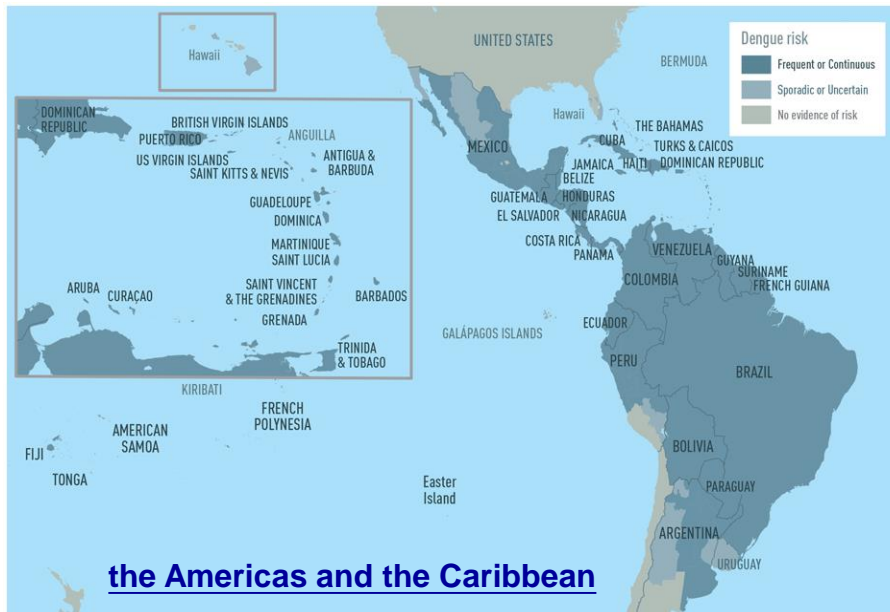 Hawaii
UNITED STATES
BERMUDA
Dengue risk
Frequent or Continuous
Sporadic or Uncertain
No evidence of risk
DOMINICAN
REPUBLIC
BRITISH VIRGIN ISLANDS
PUERTO RICO
ANGUILLA
US VIRGIN ISLANDS
SAINT KITTS & NEVIS
ANTIGUA &
BARBUDA
GUADELOUPE
DOMINICA
MARTINIQUE
SAINT LUCIA
SAINT VINCENT
& THE GRENADINES
BARBADOS
GRENADA
ARUBA
CURAÇAO
TRINIDA
& TOBAGO
Hawaii
MEXICO
CUBA
THE BAHAMAS
TURKS & CAICOS
JAMAICA
HAITI
DOMINICAN REPUBLIC
BELIZE
GUATEMALA
HONDURAS
EL SALVADOR
NICARAGUA
COSTA RICA
PANAMA
VENEZUELA
GUYANA
SURINAME
FRENCH GUIANA
COLOMBIA
GALÁPAGOS ISLANDS
ECUADOR
PERU
BRAZIL
KIRIBATI
FRENCH
POLYNESIA
AMERICAN
SAMOA
FIJI
TONGA
Easter
Island
BOLIVIA
PARAGUAY
ARGENTINA
URUGUAY
the Americas and the Caribbean